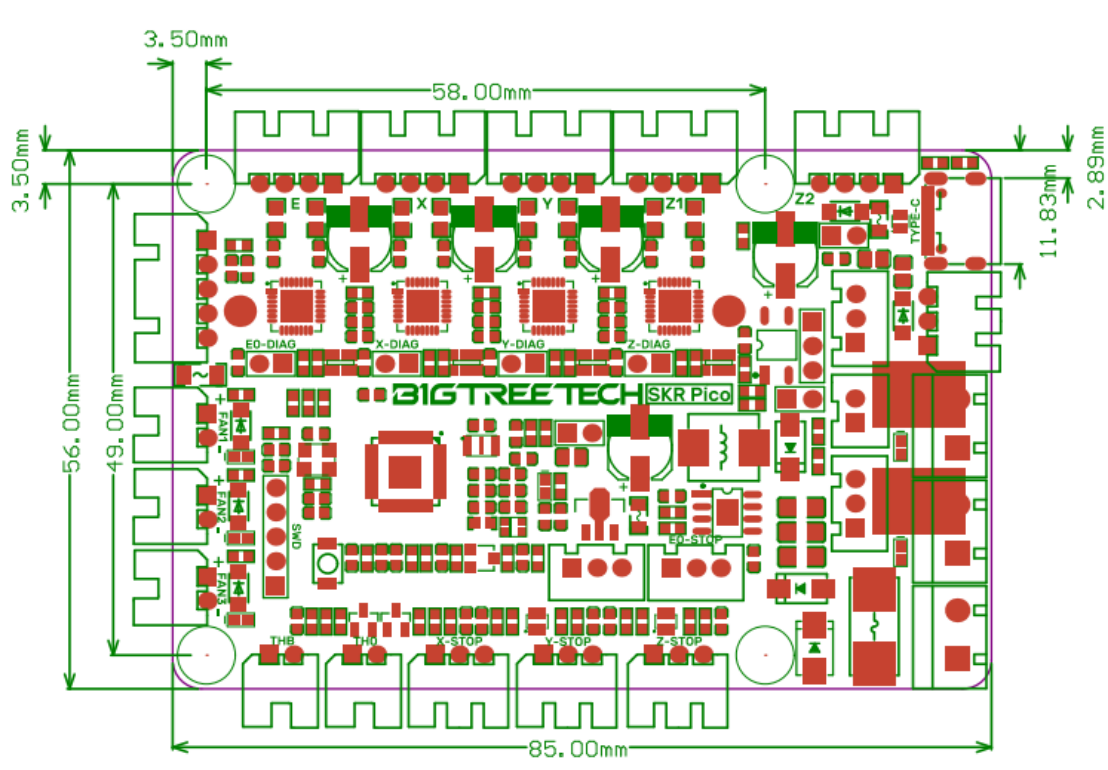 3.50mm
58.00mm
3.50mm
2.89mm
11.83mm
E
X
Y
Z1
Z2
TYPE-C
E0-DIAG
X-DIAG
Y-DIAG
Z-DIAG
BIGTREETECH
SKR Pico
56.00mm
49.00mm
+
FAN1
-
+
FAN2
-
+
FAN3
-
SWD
E0-STOP
THB
TH0
X-STOP
Y-STOP
Z-STOP
85.00mm